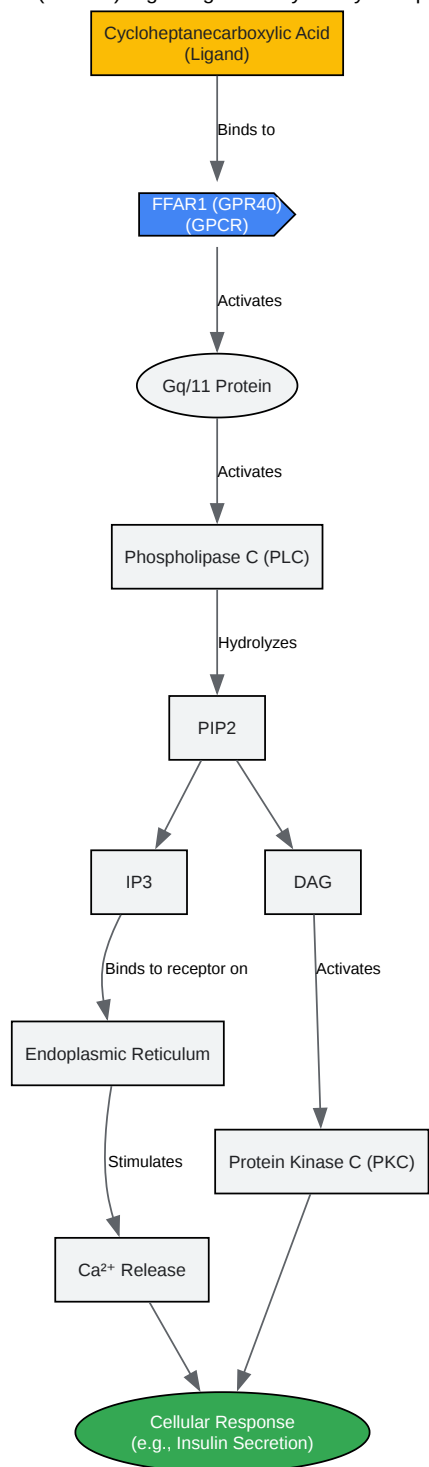 Cycloheptanecarboxylic Acid
(Ligand)
Binds to
FFAR1 (GPR40)
(GPCR)
Activates
Gq/11 Protein
Activates
Phospholipase C (PLC)
Hydrolyzes
PIP2
IP3
DAG
Binds to receptor on
Activates
Endoplasmic Reticulum
Stimulates
Protein Kinase C (PKC)
Ca²⁺ Release
Cellular Response
(e.g., Insulin Secretion)